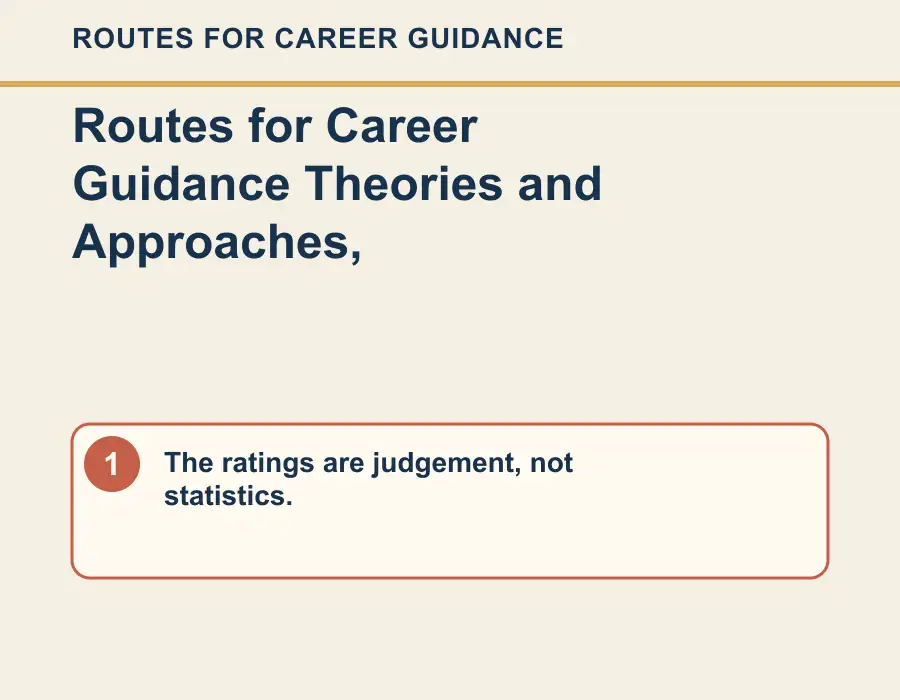 ROUTES FOR CAREER GUIDANCE
Routes for Career
Guidance Theories and
Approaches,
1
The ratings are judgement, not
statistics.